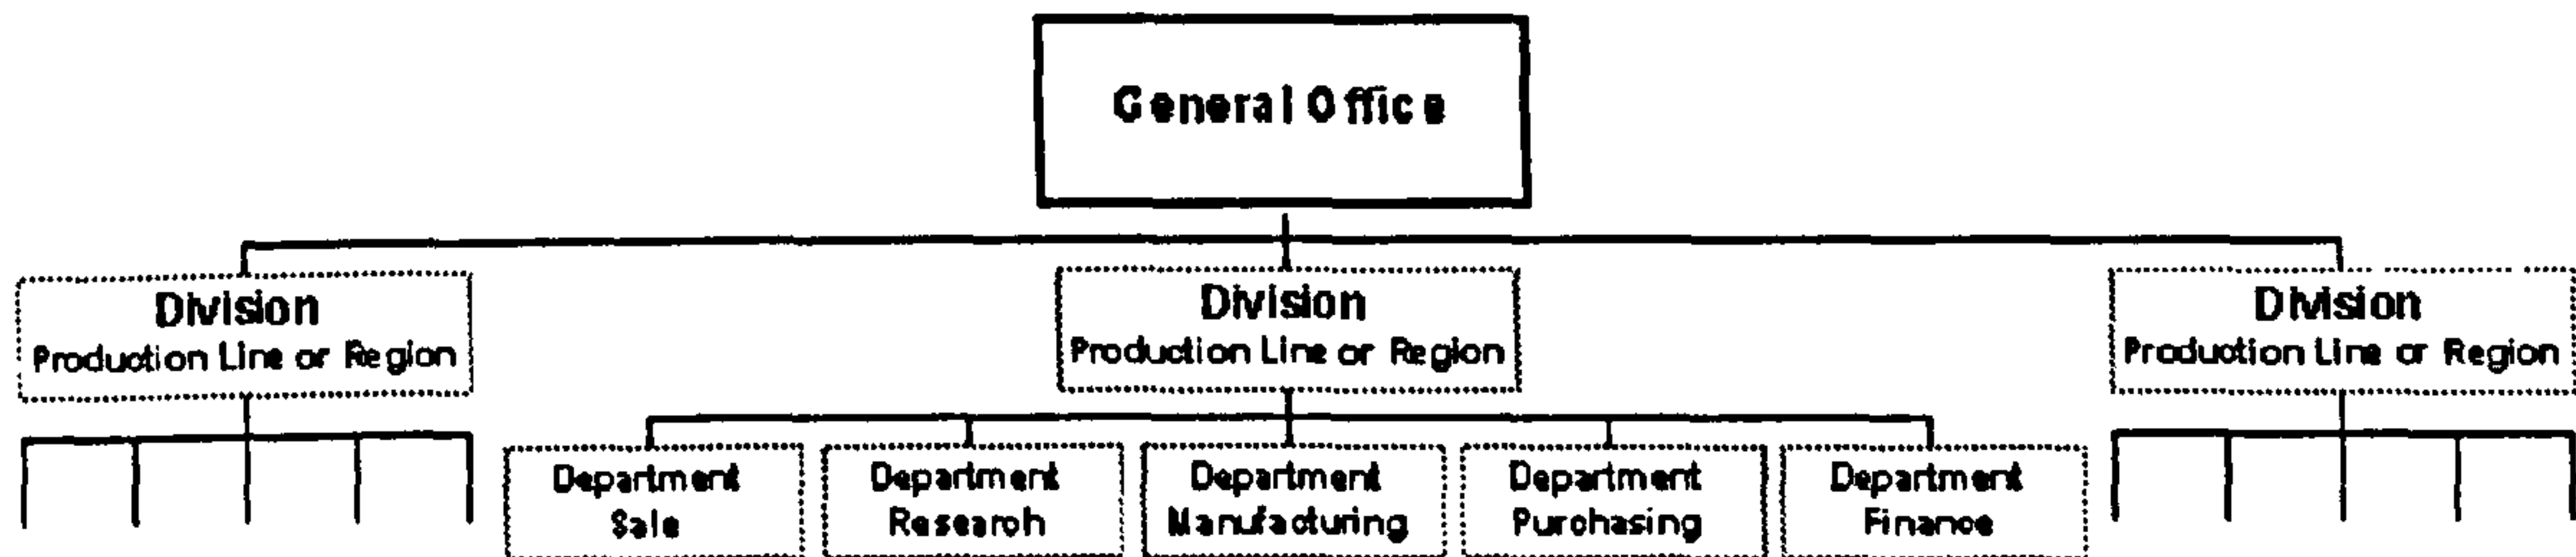 General Office
Division
Production Line or Region
Division
Production Line or Region
Division
Production Line or Region
Department
Sale
Department
Research
Department
Manufacturing
Department
Purchasing
Department
Finance